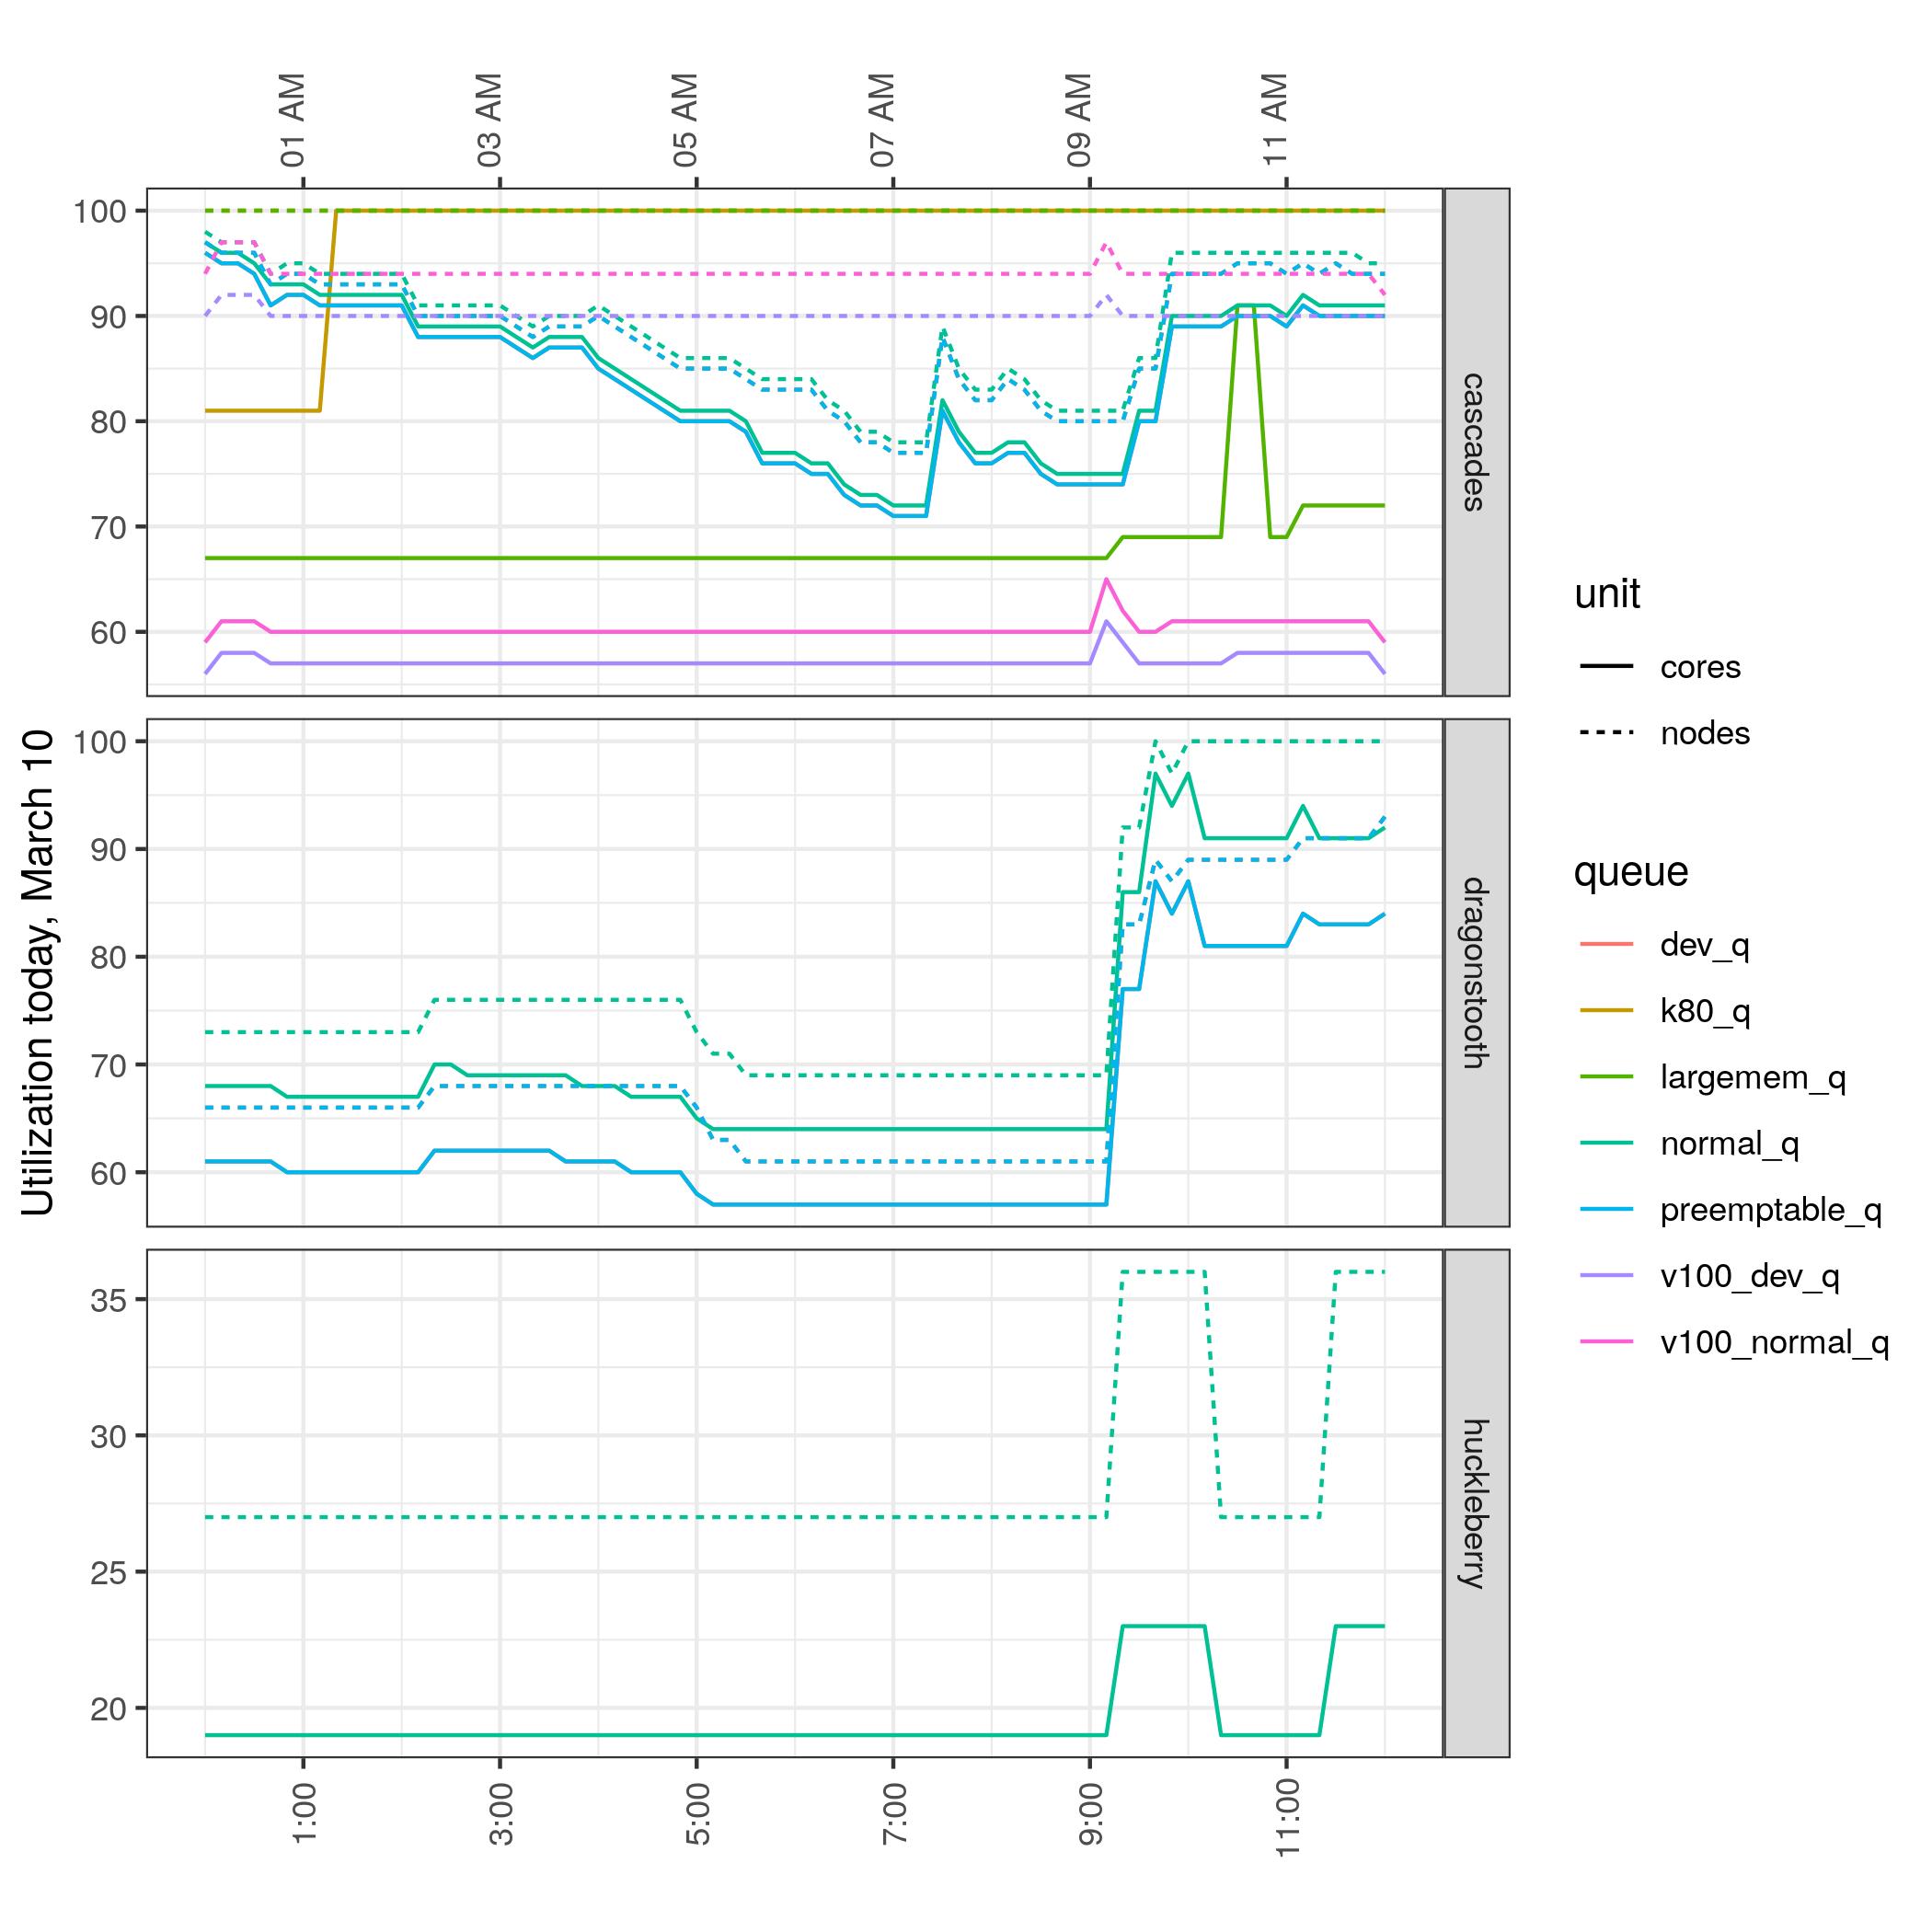 01 AM
03 AM
05 AM
07 AM
09 AM
11 AM
Utilization today, March 10
100
90
80
70
60
cascades
100
90
80
70
60
dragonstooth
35
30
25
20
huckleberry
1:00
3:00
5:00
7:00
9:00
11:00
unit
cores
nodes
queue
dev_q
k80_q
largemem_q
normal_q
preemptable_q
v100_dev_q
v100_normal_q